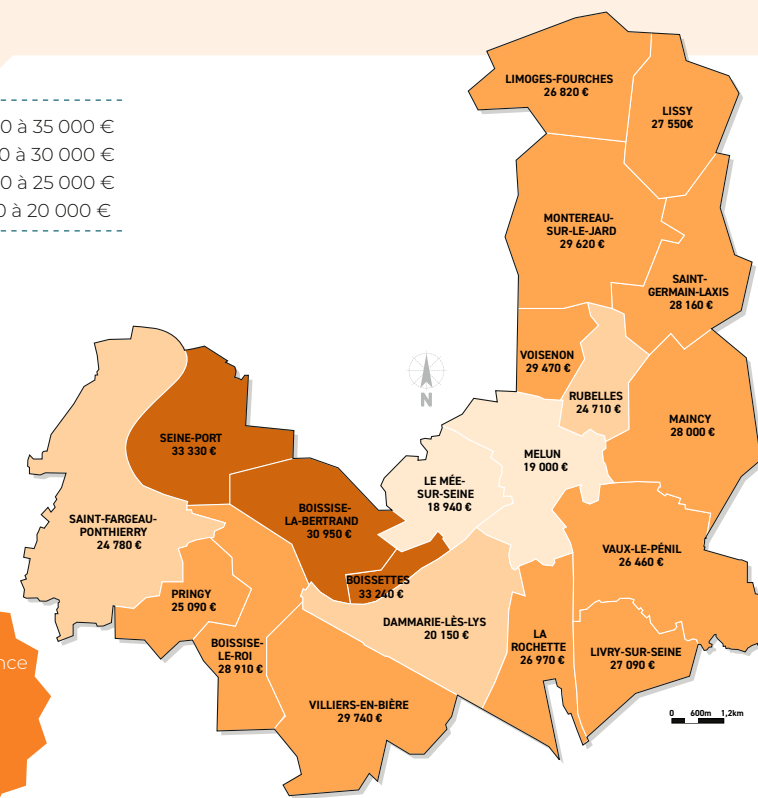 0 à 35 000 €
0 à 30 000 €
0 à 25 000 €
0 à 20 000 €
LIMOGES-FOURCHES
26 820 €
LISSY
27 550€
MONTEREAU-
SUR-LE-JARD
29 620 €
SAINT-
GERMAIN-LAXIS
28 160 €
VOISENON
29 470 €
RUBELLES
24 710 €
MAINCY
28 000 €
N
SEINE-PORT
33 330 €
MELUN
19 000 €
LE MÉE-
SUR-SEINE
18 940 €
BOISSISE-
LA-BERTRAND
30 950 €
SAINT-FARGEAU-
PONTHIERRY
24 780 €
VAUX-LE-PÉNIL
26 460 €
BOISSETTES
33 240 €
PRINGY
25 090 €
DAMMARIE-LÈS-LYS
20 150 €
BOISSISE-
LE-ROI
28 910 €
LA
ROCHETTE
26 970 €
LIVRY-SUR-SEINE
27 090 €
VILLIERS-EN-BIÈRE
29 740 €
0 600m 1,2km
nce